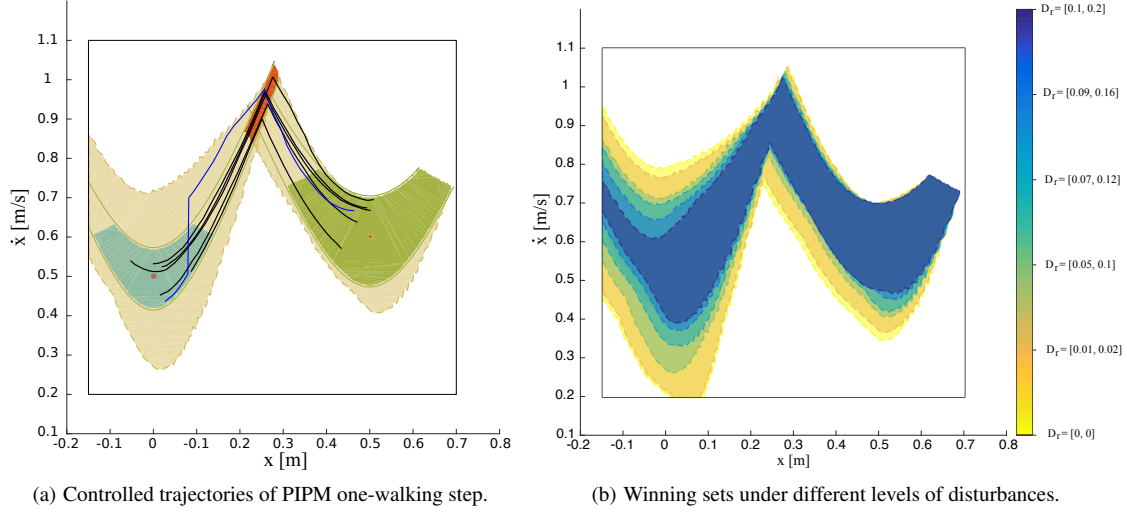 1.1
1
0.9
0.8
0.7
0.6
0.5
0.4
0.3
0.2
0.1
ẋ [m/s]
-0.2 -0.1 0 -0.1 0.2 0.3 0.4 0.5 0.6 0.7 0.8
x [m]
(a) Controlled trajectories of PIPM one-walking step.
1.1
1
0.9
0.8
0.7
0.6
0.5
0.4
0.3
0.2
0.1
ẋ [m/s]
-0.2 -0.1 0 0.1 0.2 0.3 0.4 0.5 0.6 0.7 0.8
x [m]
D_r= [0.1, 0.2]
D_r= [0.09, 0.16]
D_r= [0.07, 0.12]
D_r= [0.05, 0.1]
D_r= [0.01, 0.02]
D_r= [0, 0]
(b) Winning sets under different levels of disturbances.